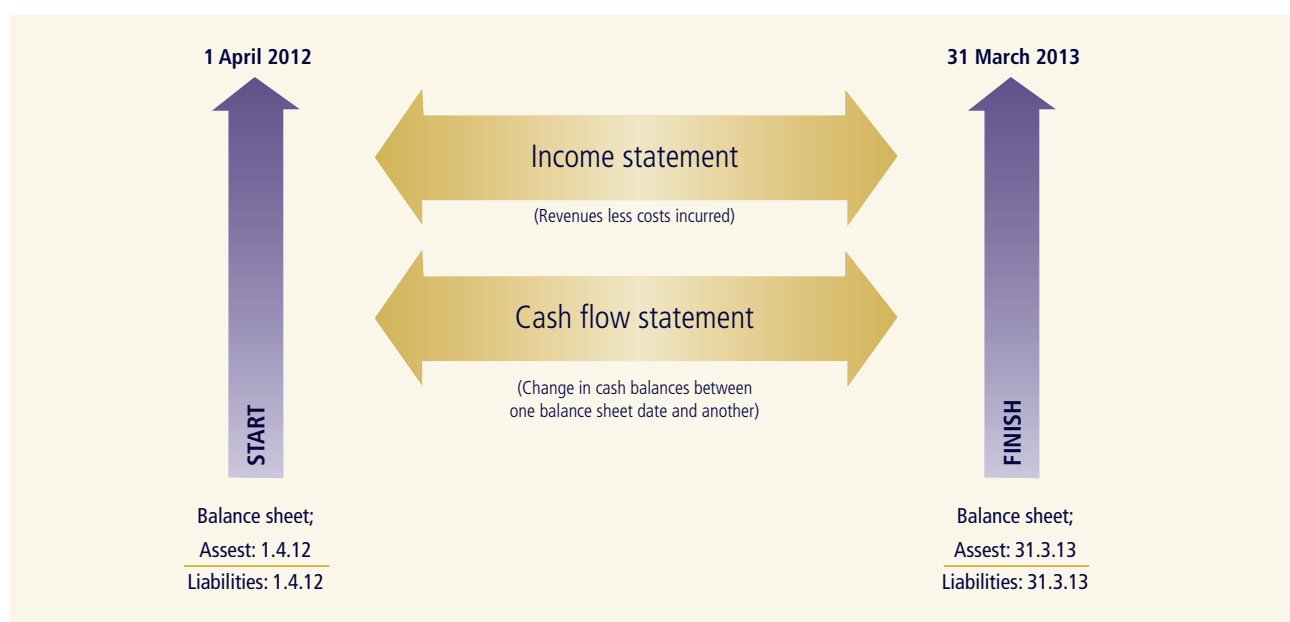 1 April 2012
31 March 2013
Income statement
(Revenues less costs incurred)
Cash flow statement
(Change in cash balances between
one balance sheet date and another)
START
FINISH
Balance sheet;
Assest: 1.4.12
Liabilities: 1.4.12
Balance sheet;
Assest: 31.3.13
Liabilities: 31.3.13